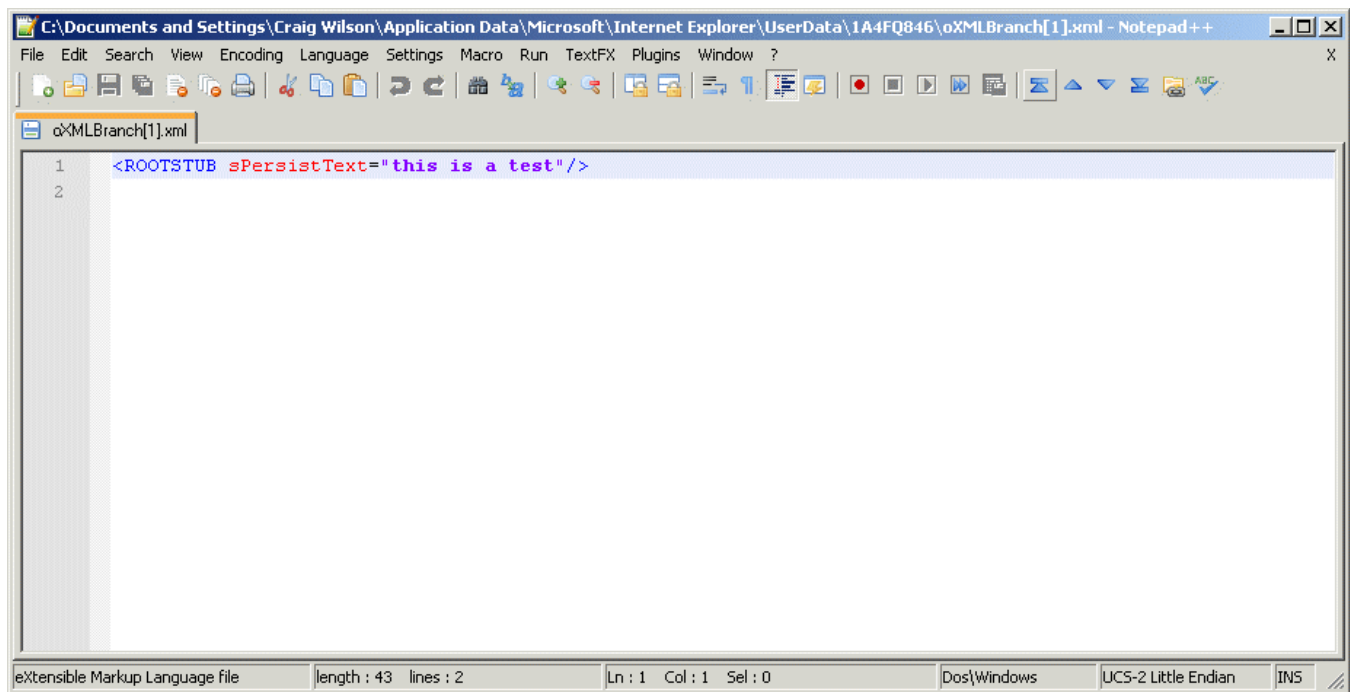 C:\Documents and Settings\Craig Wilson\Application Data\Microsoft\Internet Explorer\UserData\1A4FQ846\oXMLBranch[1].xml - Notepad++
File Edit Search View Encoding Language Settings Macro Run TextFX Plugins Window ? X
ABC
oXMLBranch[1].xml
1 <ROOTSTUB sPersistText="this is a test"/>
2
eXtensible Markup Language file length : 43 lines : 2 Ln : 1 Col : 1 Sel : 0 Dos\Windows UCS-2 Little Endian INS